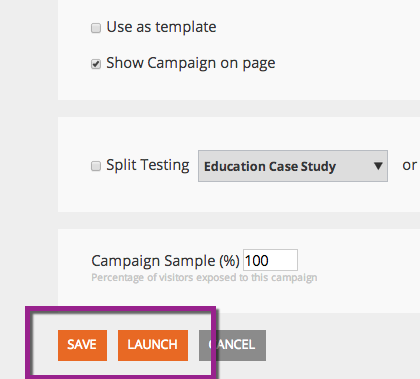 Use as template
Show Campaign on page
Split Testing Education Case Study or
Campaign Sample (%) 100
Percentage of visitors exposed to this campaign
SAVE LAUNCH CANCEL